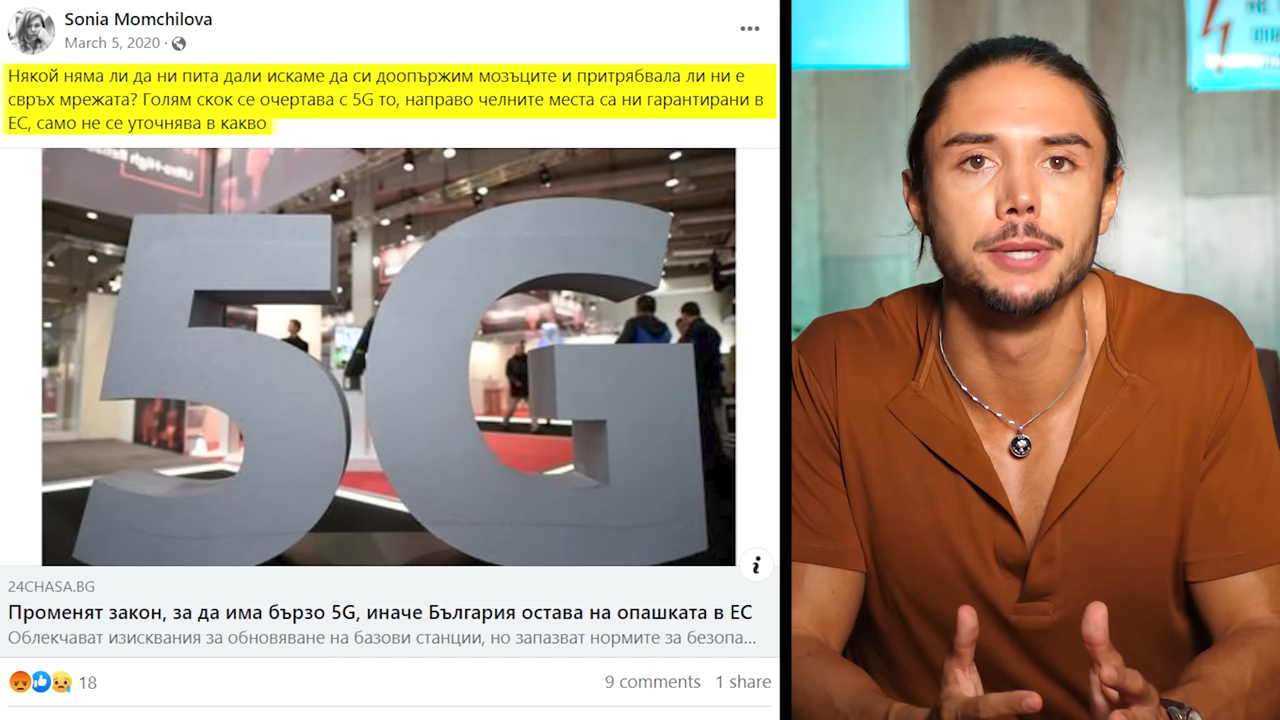 Sonia Momchilova
March 5, 2020 ·
Някой няма ли да ни пита дали искаме да си доопържим мозъците и притрябвала ли ни е
свръх мрежата? Голям скок се очертава с 5G то, направо челните места са ни гарантирани в
ЕС, само не се уточнява в какво
5G
24CHASA.BG
Променят закон, за да има бързо 5G, иначе България остава на опашката в ЕС
Облекчават изисквания за обновяване на базови станции, но запазват нормите за безопа...
18
9 comments 1 share